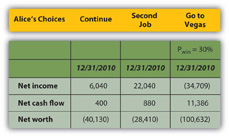 Alice's Choices Continue Second Job Go to Vegas
Pwin = 30%
12/31/2010 12/31/2010 12/31/2010
Net income 6,040 22,040 (34,709)
Net cash flow 400 880 11,386
Net worth (40,130) (28,410) (100,632)